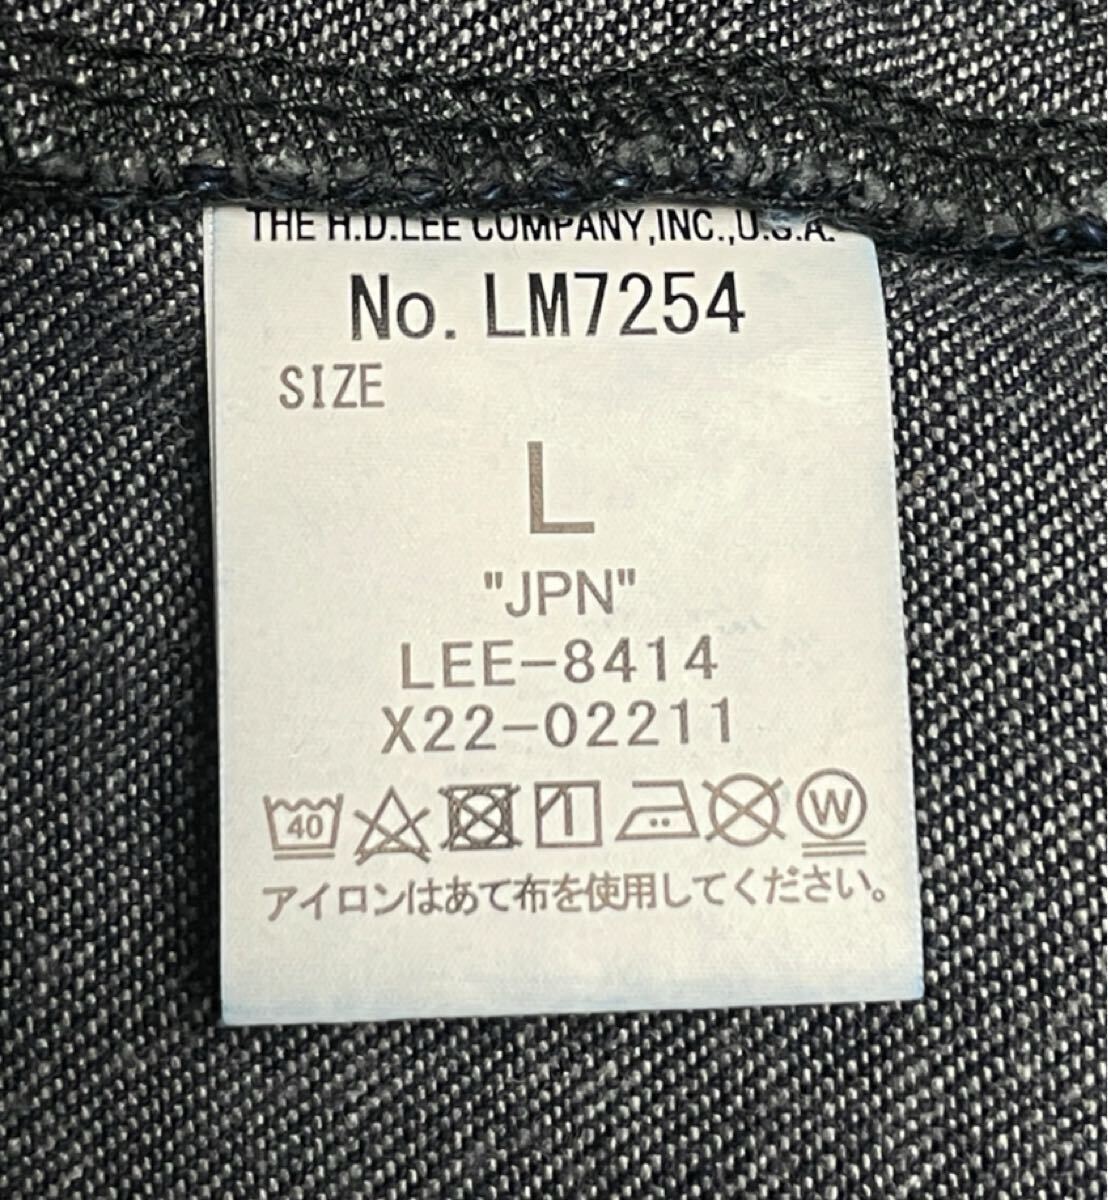 THE H.D.LEE COMPANY,INC.,U.S.A.
No. LM7254
SIZE
L
"JPN"
LEE-8414
X22-02211
40 W
アイロンはあて布を使用してください。